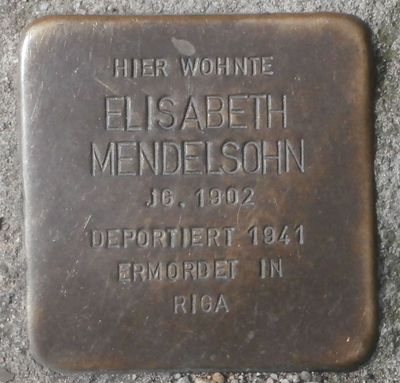 HIER WOHNTE
ELISABETH
MENDELSOHN
JG. 1902
DEPORTIERT 1941
ERMORDET IN
RIGA